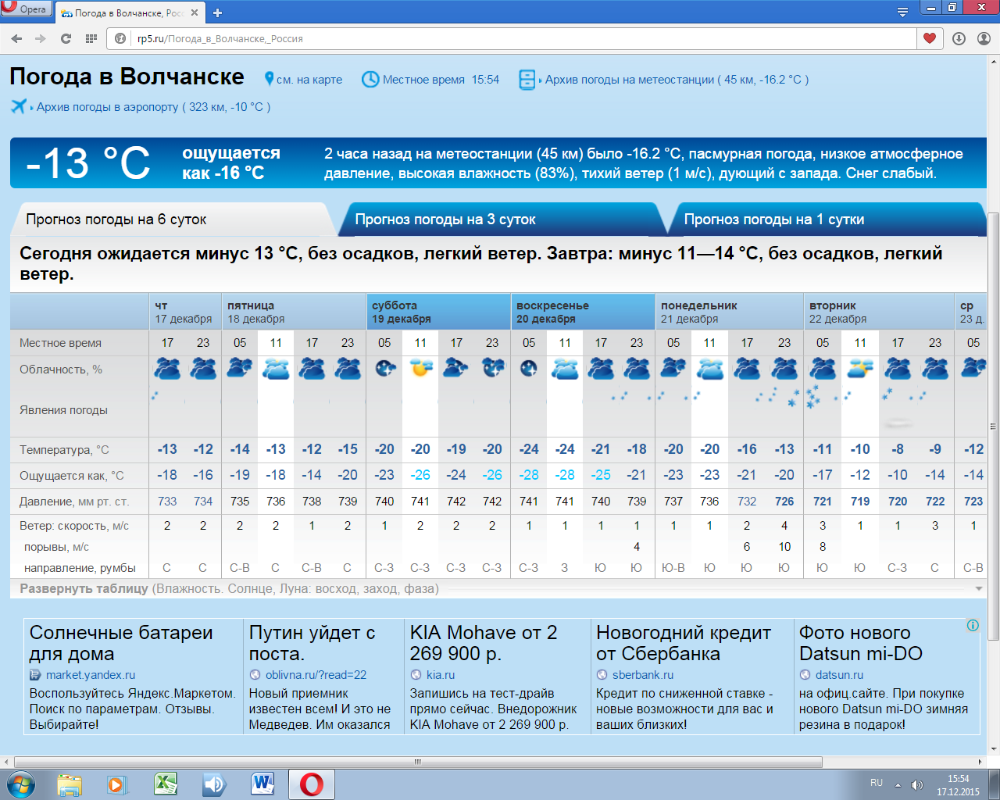 Opera
Погода в Волчанске, Росс
rp5.ru/Погода_в_Волчанске,_Россия
Погода в Волчанске см. на карте Местное время 15:54 Архив погоды на метеостанции ( 45 км, -16.2 °C )
Архив погоды в аэропорту ( 323 км, -10 °C )
-13 °C
ощущается
как -16 °C
2 часа назад на метеостанции (45 км) было -16.2 °C, пасмурная погода, низкое атмосферное
давление, высокая влажность (83%), тихий ветер (1 м/с), дующий с запада. Снег слабый.
Прогноз погоды на 6 суток Прогноз погоды на 3 суток Прогноз погоды на 1 сутки
Сегодня ожидается минус 13 °C, без осадков, легкий ветер. Завтра: минус 11—14 °C, без осадков, легкий
ветер.
чт пятница суббота воскресенье понедельник вторник ср
17 декабря 18 декабря 19 декабря 20 декабря 21 декабря 22 декабря 23 д.
Местное время 17 23 05 11 17 23 05 11 17 23 05 11 17 23 05 11 17 23 05 11 17 23 05
Облачность, %
Явления погоды
Температура, °C -13 -12 -14 -13 -12 -15 -20 -20 -19 -20 -24 -24 -21 -18 -20 -20 -16 -13 -11 -10 -8 -9 -12
Ощущается как, °C -18 -16 -19 -18 -14 -20 -23 -26 -24 -26 -28 -28 -25 -21 -23 -23 -21 -20 -17 -12 -10 -14 -14
Давление, мм рт. ст. 733 734 735 736 738 739 740 741 742 742 741 741 740 739 737 736 732 726 721 719 720 722 723
Ветер: скорость, м/с 2 2 2 2 1 2 1 2 2 2 1 1 1 1 1 1 2 4 3 1 1 3 1
порывы, м/с 4 6 10 8
направление, румбы С С С-В С С-В С С-З С-З С-З С-З С-З З Ю Ю Ю-В Ю Ю Ю Ю Ю С-З С С-В
Развернуть таблицу (Влажность. Солнце, Луна: восход, заход, фаза)
Солнечные батареи
для дома
market.yandex.ru
Воспользуйтесь Яндекс.Маркетом.
Поиск по параметрам. Отзывы.
Выбирайте!
Путин уйдет с
поста.
oblivna.ru/?read=22
Новый приемник
известен всем! И это не
Медведев. Им оказался
KIA Mohave от 2
269 900 р.
kia.ru
Запишись на тест-драйв
прямо сейчас. Внедорожник
KIA Mohave от 2 269 900 р.
Новогодний кредит
от Сбербанка
sberbank.ru
Кредит по сниженной ставке -
новые возможности для вас и
ваших близких!
Фото нового
Datsun mi-DO
datsun.ru
на офиц.сайте. При покупке
нового Datsun mi-DO зимняя
резина в подарок!
RU
15:54
17.12.2015